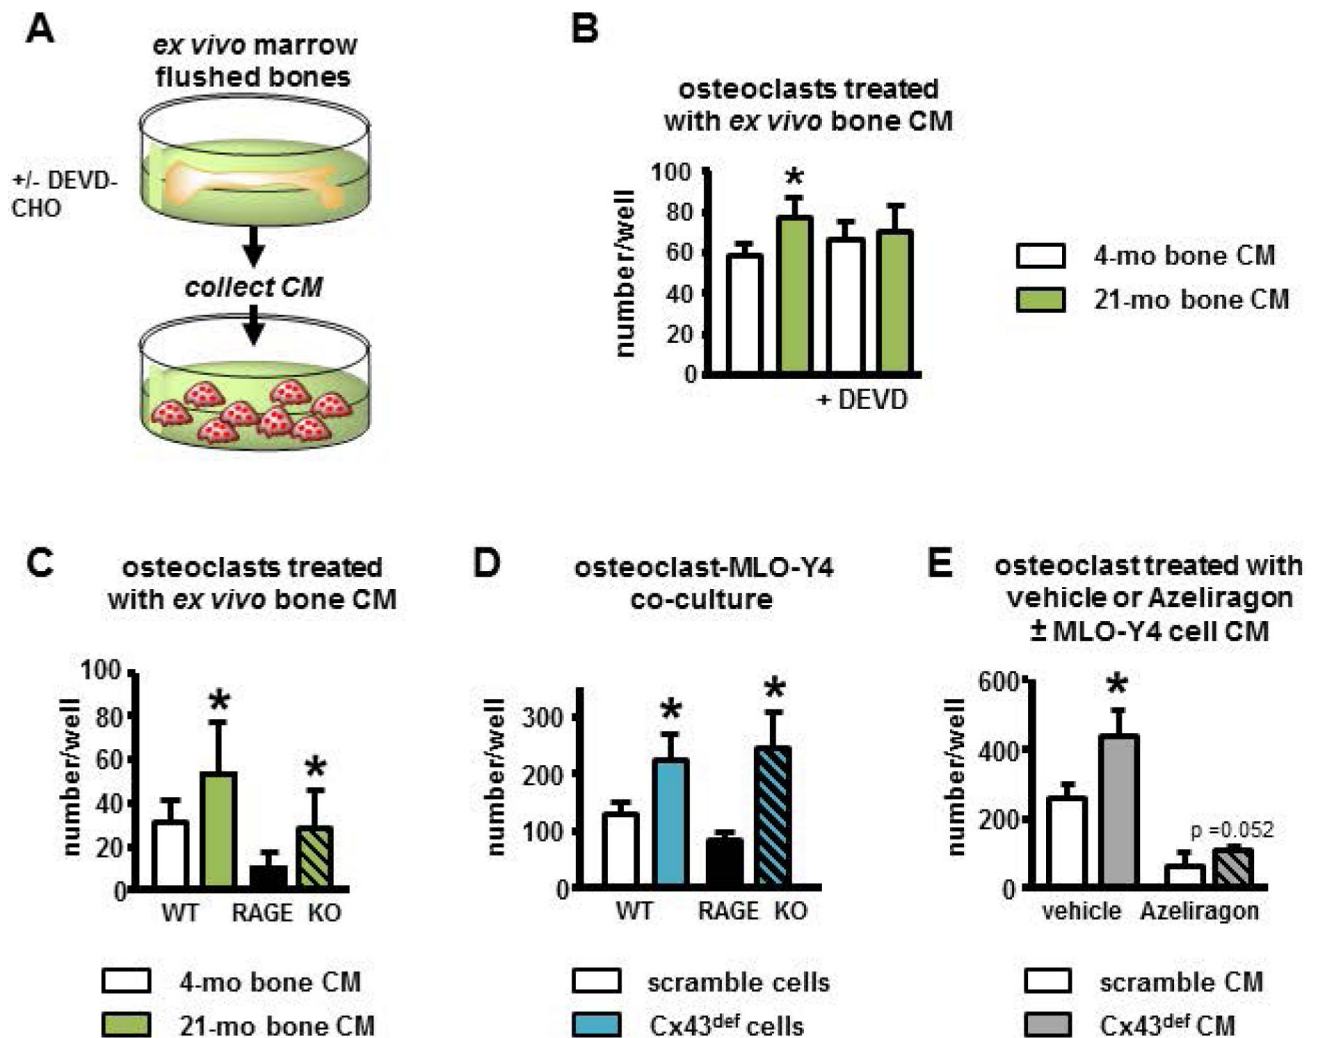 A
ex vivo marrow
flushed bones
+/- DEVD-
CHO
collect CM
B
osteoclasts treated
with ex vivo bone CM
number/well
100
80
60
40
20
0
*
+ DEVD
4-mo bone CM
21-mo bone CM
C
osteoclasts treated
with ex vivo bone CM
number/well
100
80
60
40
20
0
*
*
WT RAGE KO
4-mo bone CM
21-mo bone CM
D
osteoclast-MLO-Y4
co-culture
number/well
300
200
100
0
*
*
WT RAGE KO
scramble cells
Cx43def cells
E
osteoclast treated with
vehicle or Azeliragon
± MLO-Y4 cell CM
number/well
600
400
200
0
*
p =0.052
vehicle Azeliragon
scramble CM
Cx43def CM